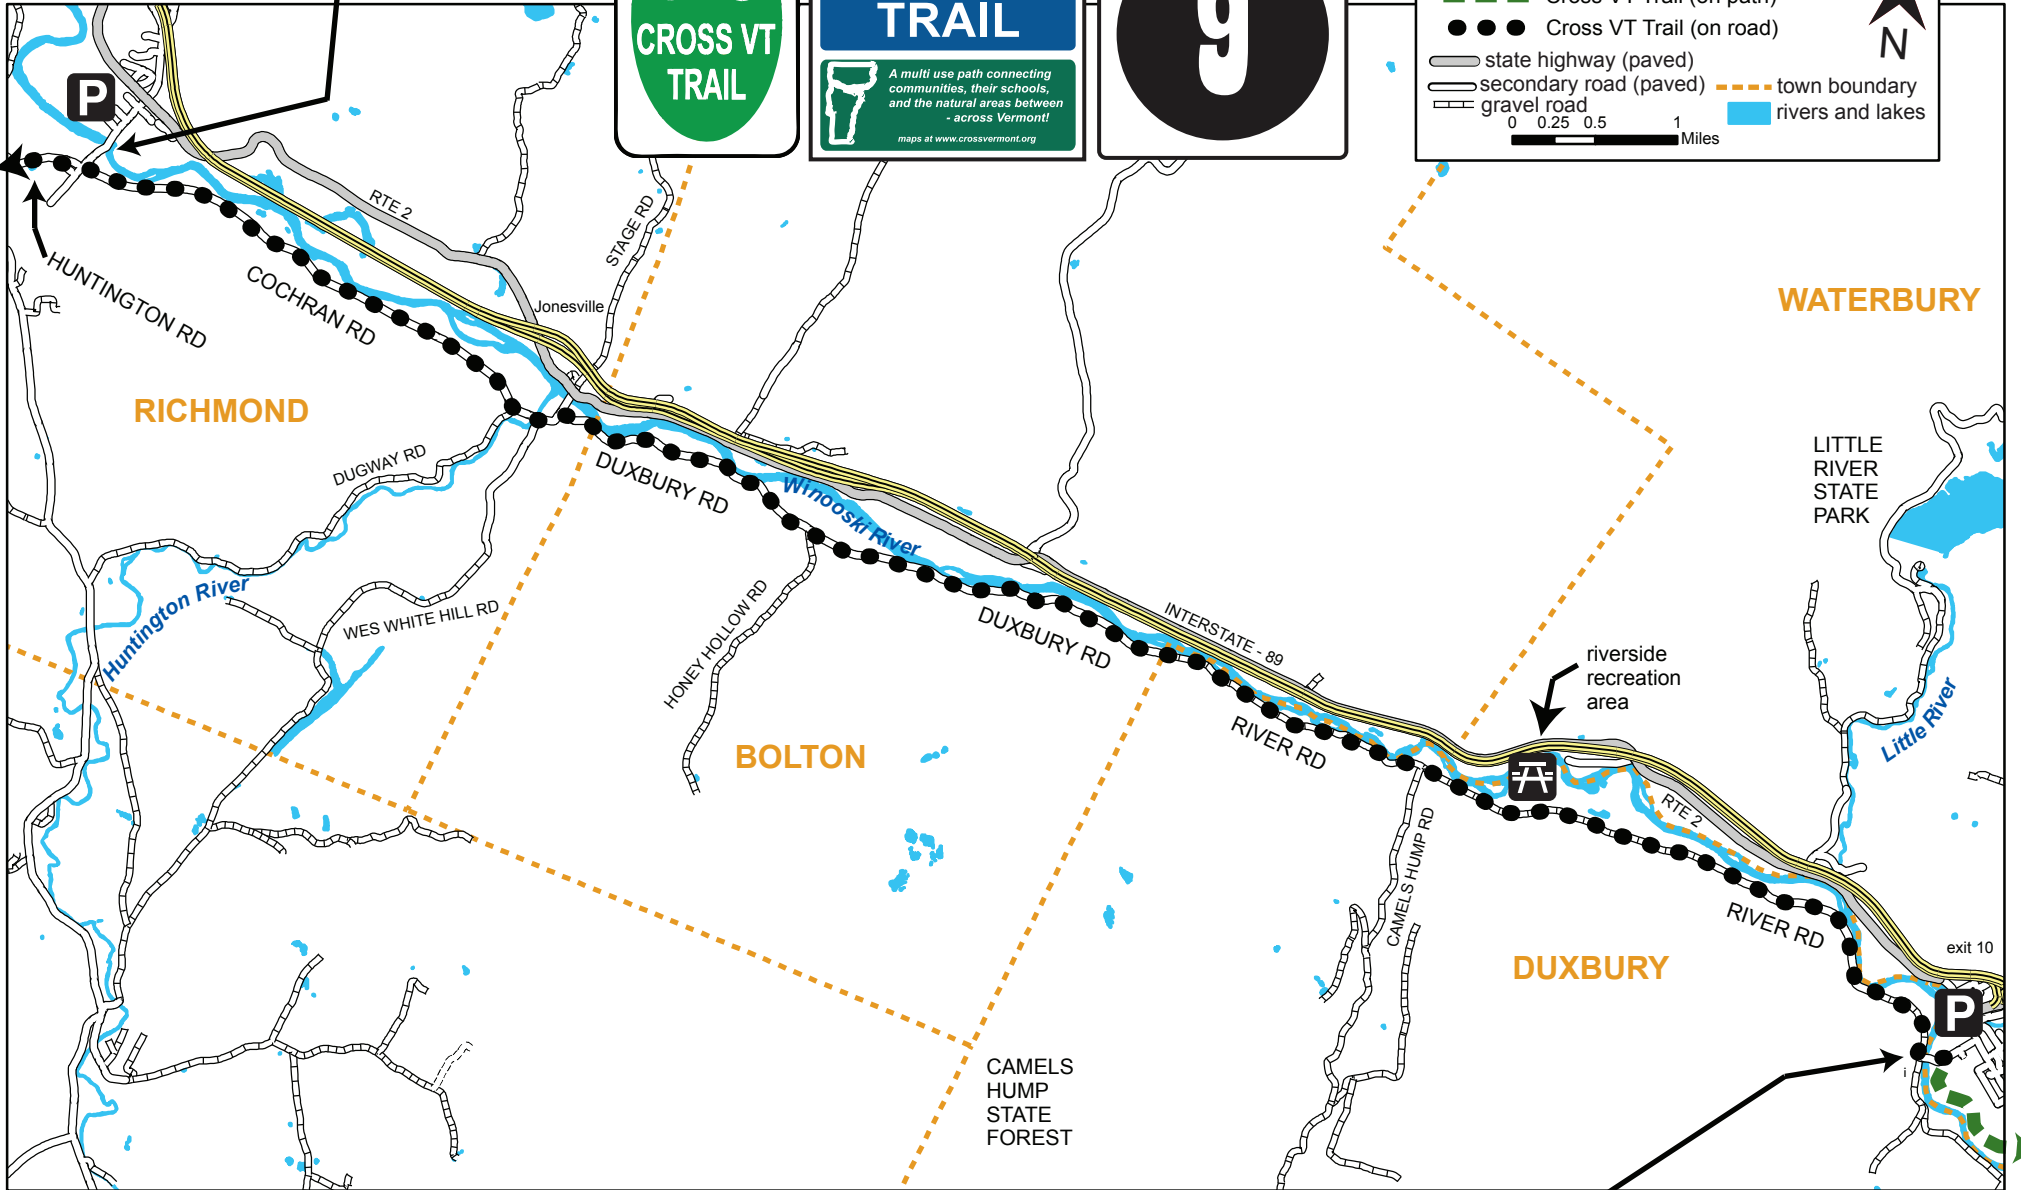 CROSS VT
TRAIL
TRAIL
A multi use path connecting
communities, their schools,
and the natural areas between
- across Vermont!
maps at www.crossvermont.org
9
Cross VT Trail (on path)
Cross VT Trail (on road)
state highway (paved)
secondary road (paved)
gravel road
town boundary
rivers and lakes
0 0.25 0.5 1
Miles
N
P
RTE 2
STAGE RD
HUNTINGTON RD
COCHRAN RD
Jonesville
WATERBURY
RICHMOND
DUGWAY RD
DUXBURY RD
Winooski River
LITTLE
RIVER
STATE
PARK
Huntington River
WES WHITE HILL RD
HONEY HOLLOW RD
DUXBURY RD
INTERSTATE - 89
riverside
recreation
area
RIVER RD
Little River
BOLTON
RTE 2
CAMELS HUMP RD
RIVER RD
exit 10
DUXBURY
P
CAMELS
HUMP
STATE
FOREST
i